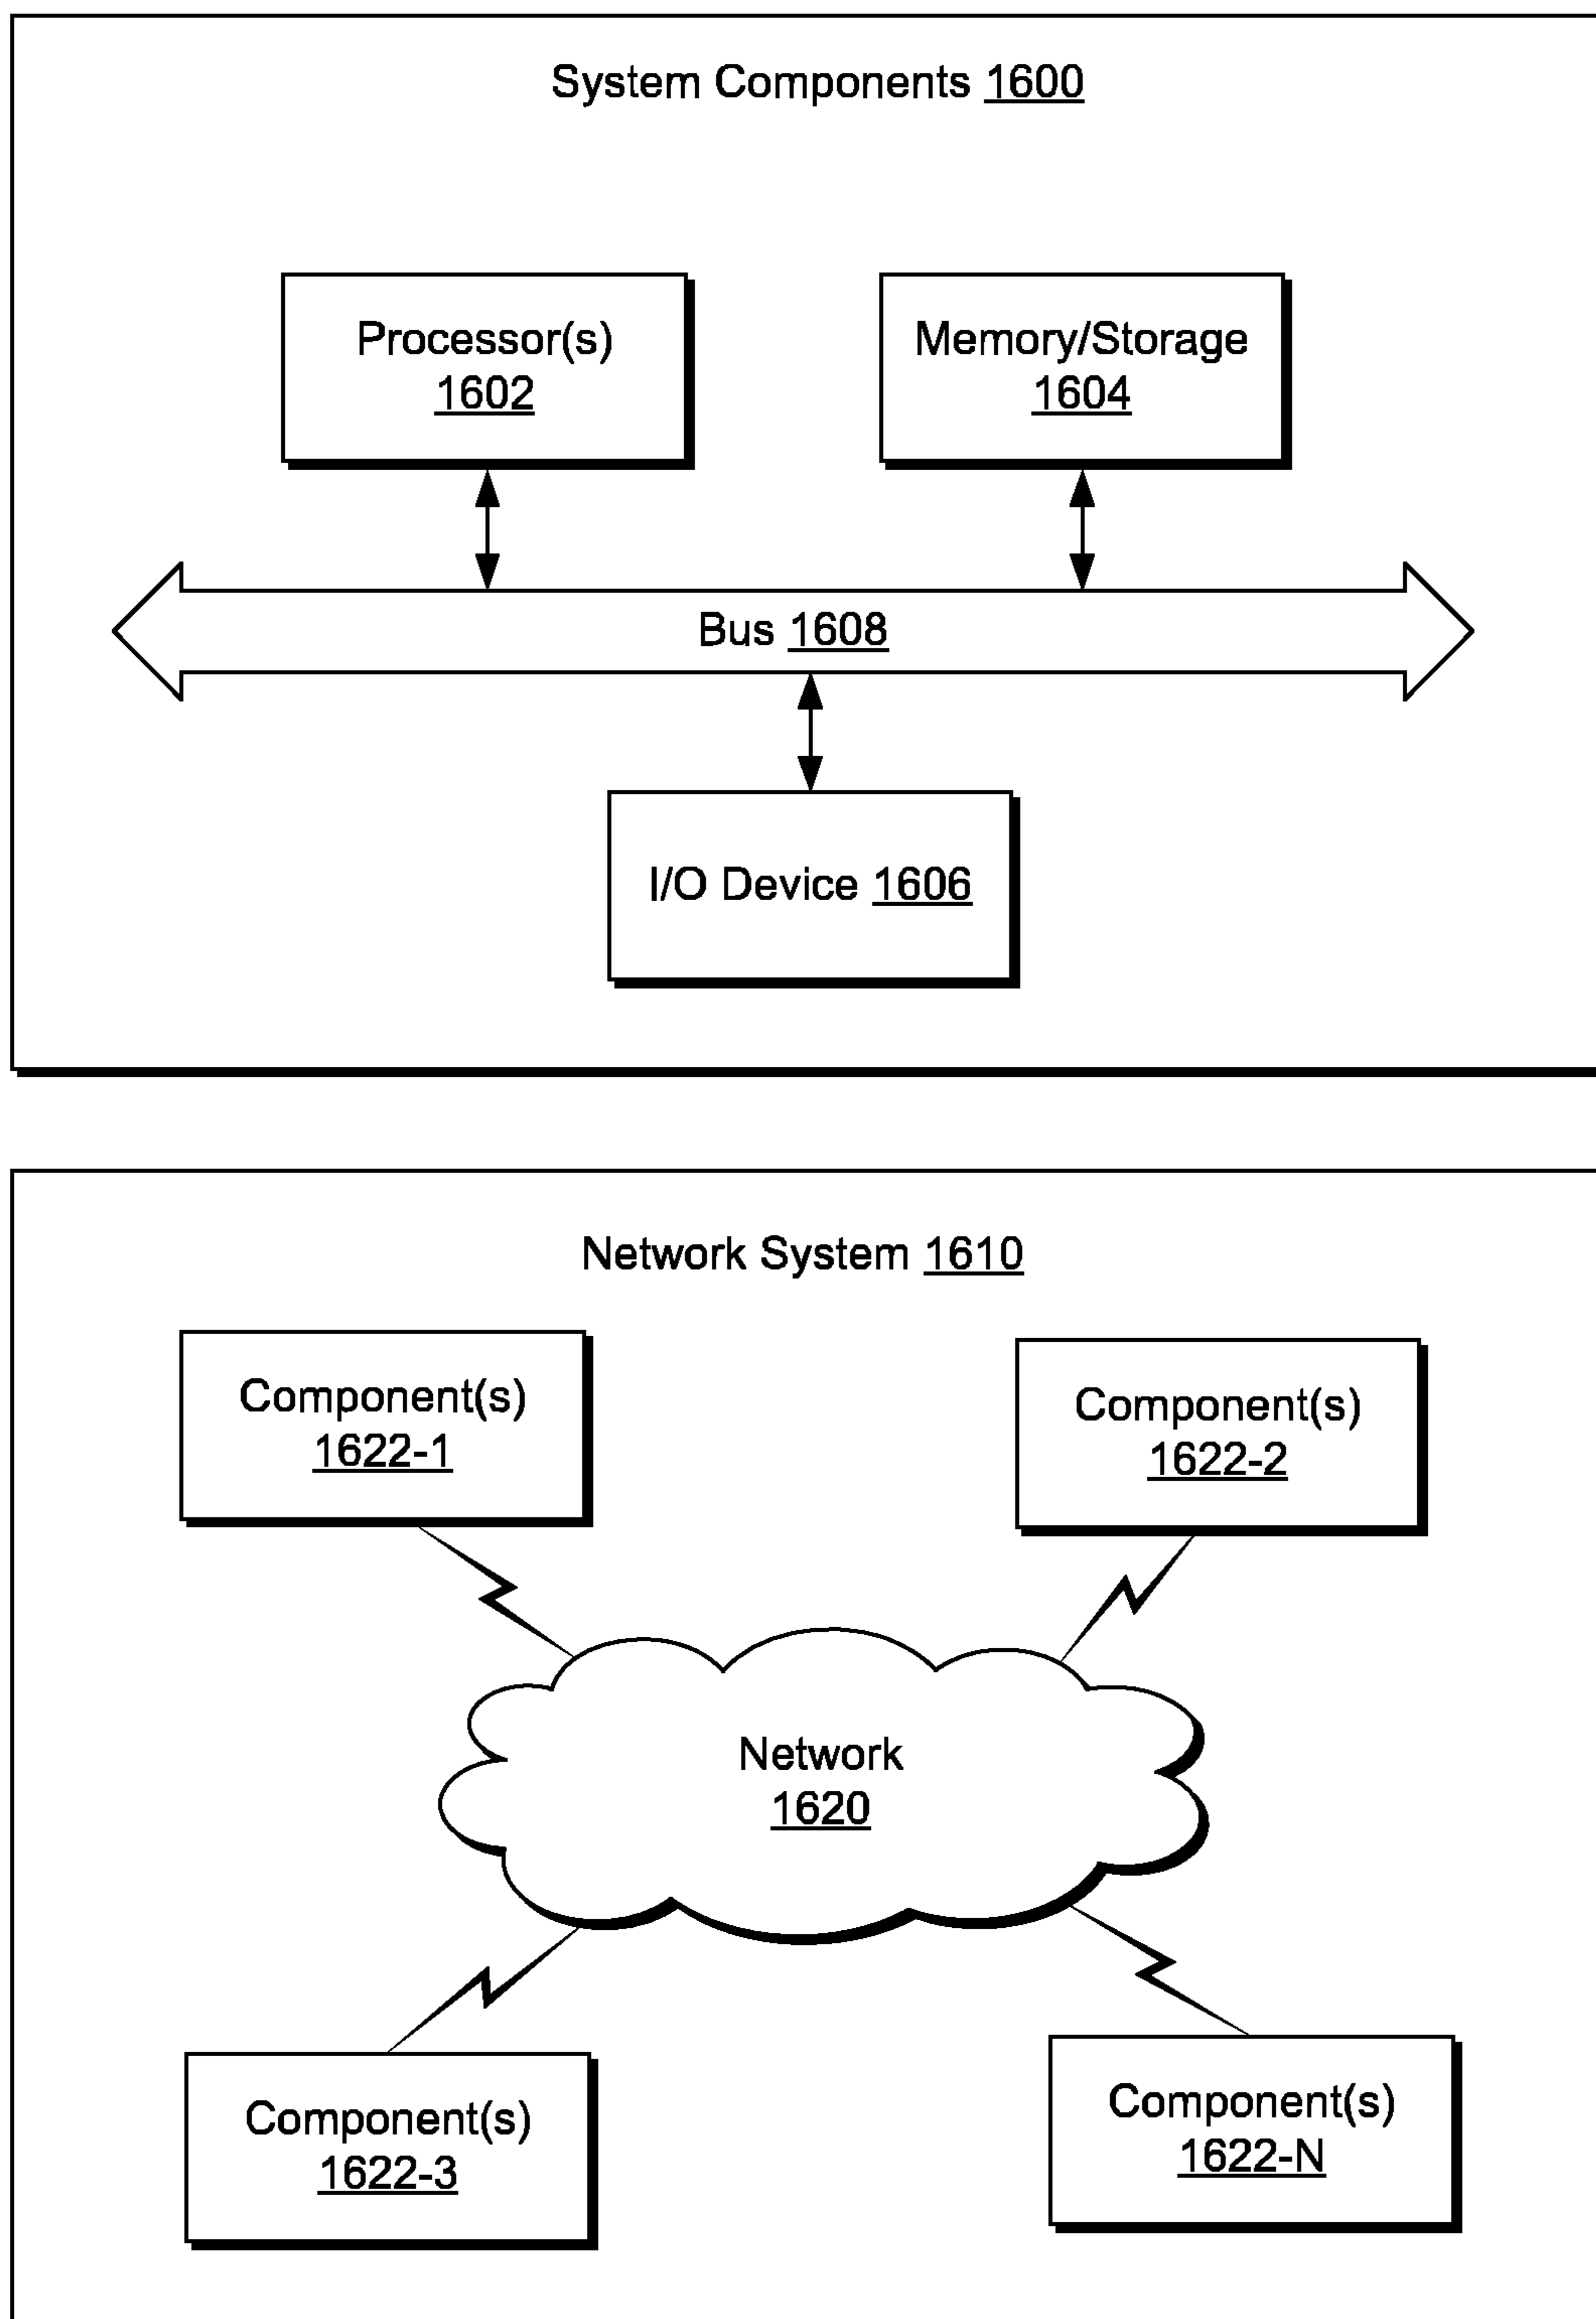 System Components 1600
Processor(s)
1602
Memory/Storage
1604
Bus 1608
I/O Device 1606
Network System 1610
Component(s)
1622-1
Component(s)
1622-2
Network
1620
Component(s)
1622-3
Component(s)
1622-N